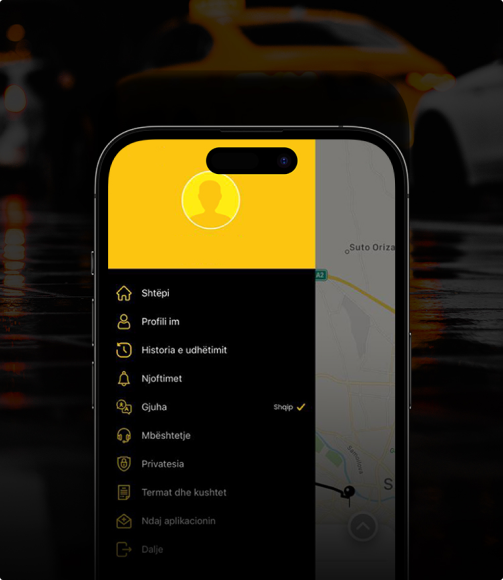 Suto Oriza
A2
Shtëpi
Profili im
Historia e udhëtimit
Njoftimet
Gjuha
Shqip
Mbështetje
Privatesia
Termat dhe kushtet
Ndaj aplikacionin
Dalje
S